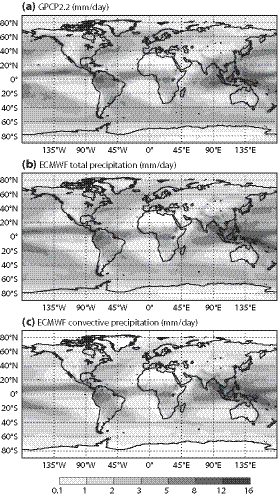 (a) GPCP2.2 (mm/day)
80°N
60°N
40°N
20°N
0°
20°S
40°S
60°S
80°S
135°W 90°W 45°W 0° 45°E 90°E 135°E
(b) ECMWF total precipitation (mm/day)
80°N
60°N
40°N
20°N
0°
20°S
40°S
60°S
80°S
135°W 90°W 45°W 0° 45°E 90°E 135°E
(c) ECMWF convective precipitation (mm/day)
80°N
60°N
40°N
20°N
0°
20°S
40°S
60°S
80°S
135°W 90°W 45°W 0° 45°E 90°E 135°E
0.1 1 2 3 5 8 12 16